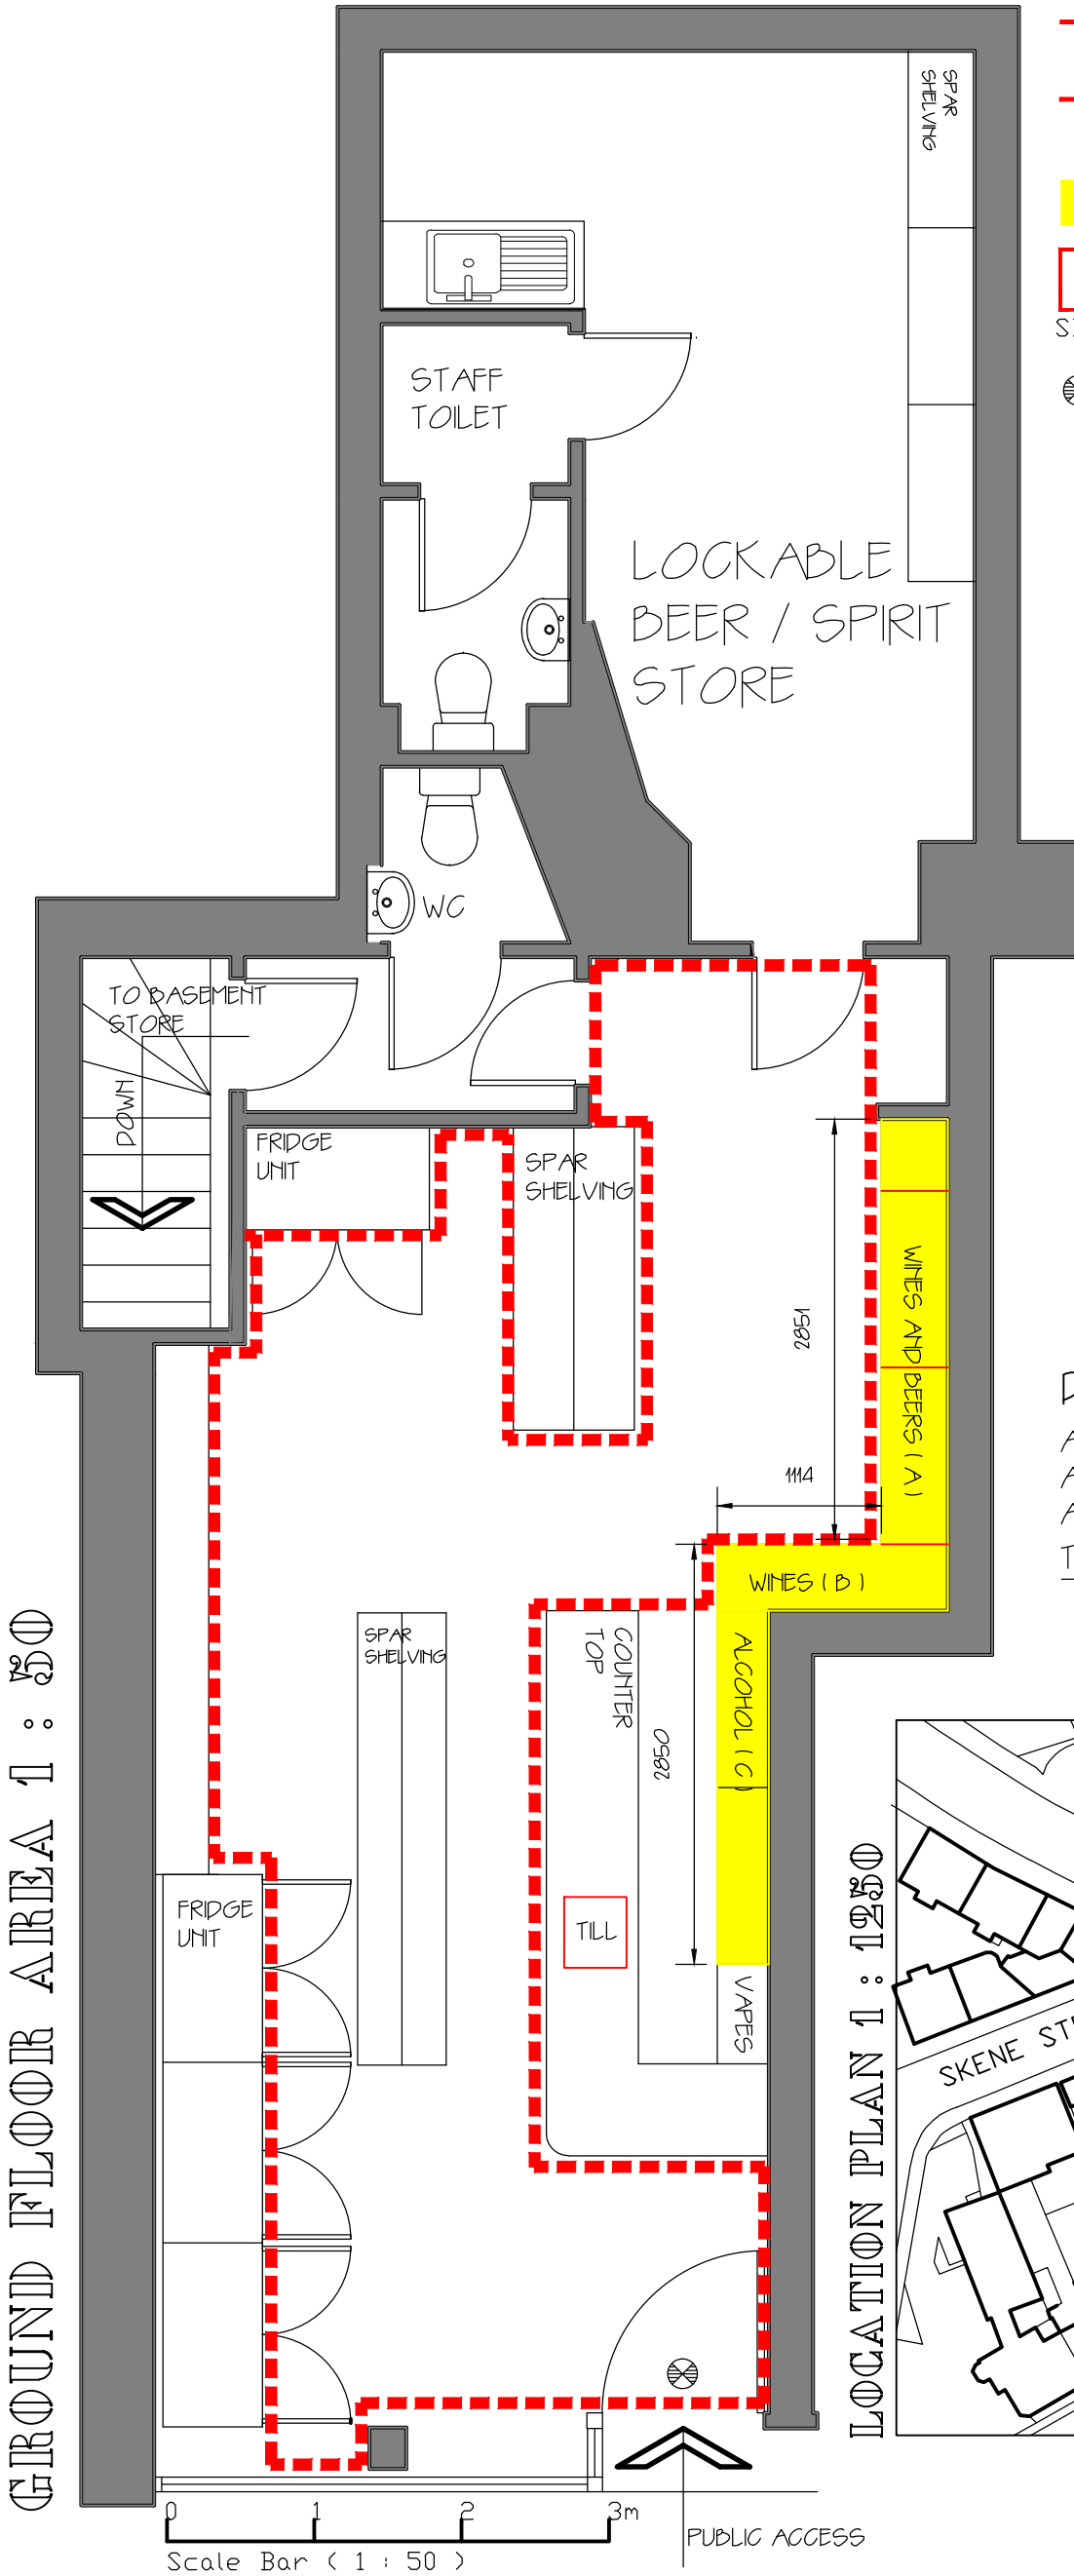 SPAR
SHELVING
STAFF
TOILET
LOCKABLE
BEER / SPIRIT
STORE
WC
TO BASEMENT
STORE
DOWN
FRIDGE
UNIT
SPAR
SHELVING
WINES AND BEERS ( A )
2851
1114
WINES ( B )
SPAR
SHELVING
COUNTER
TOP
ALCOHOL ( C )
2850
TILL
VAPES
FRIDGE
UNIT
GROUND FLOOR AREA 1 : 50
LOCATION PLAN 1 : 1250
SKENE
PUBLIC ACCESS
0 1 2 3m
Scale Bar ( 1 : 50 )